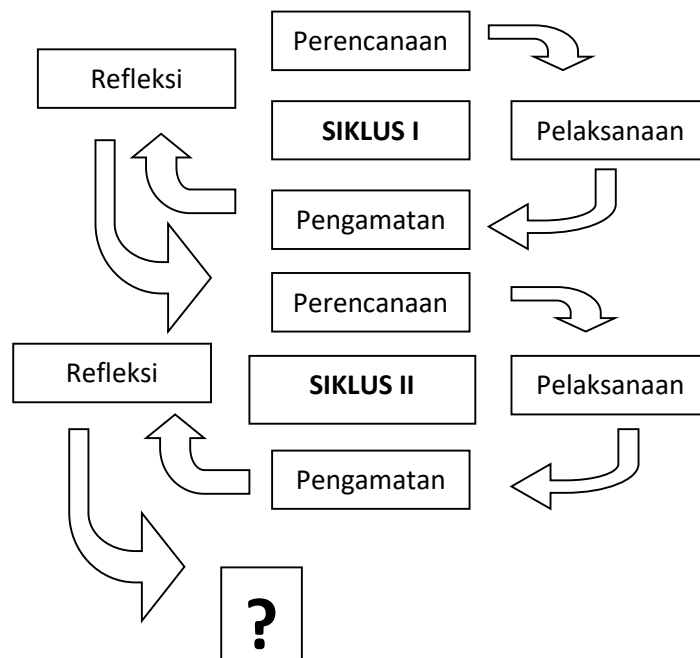 Perencanaan
Refleksi
SIKLUS I
Pelaksanaan
Pengamatan
Perencanaan
Refleksi
SIKLUS II
Pelaksanaan
Pengamatan
?